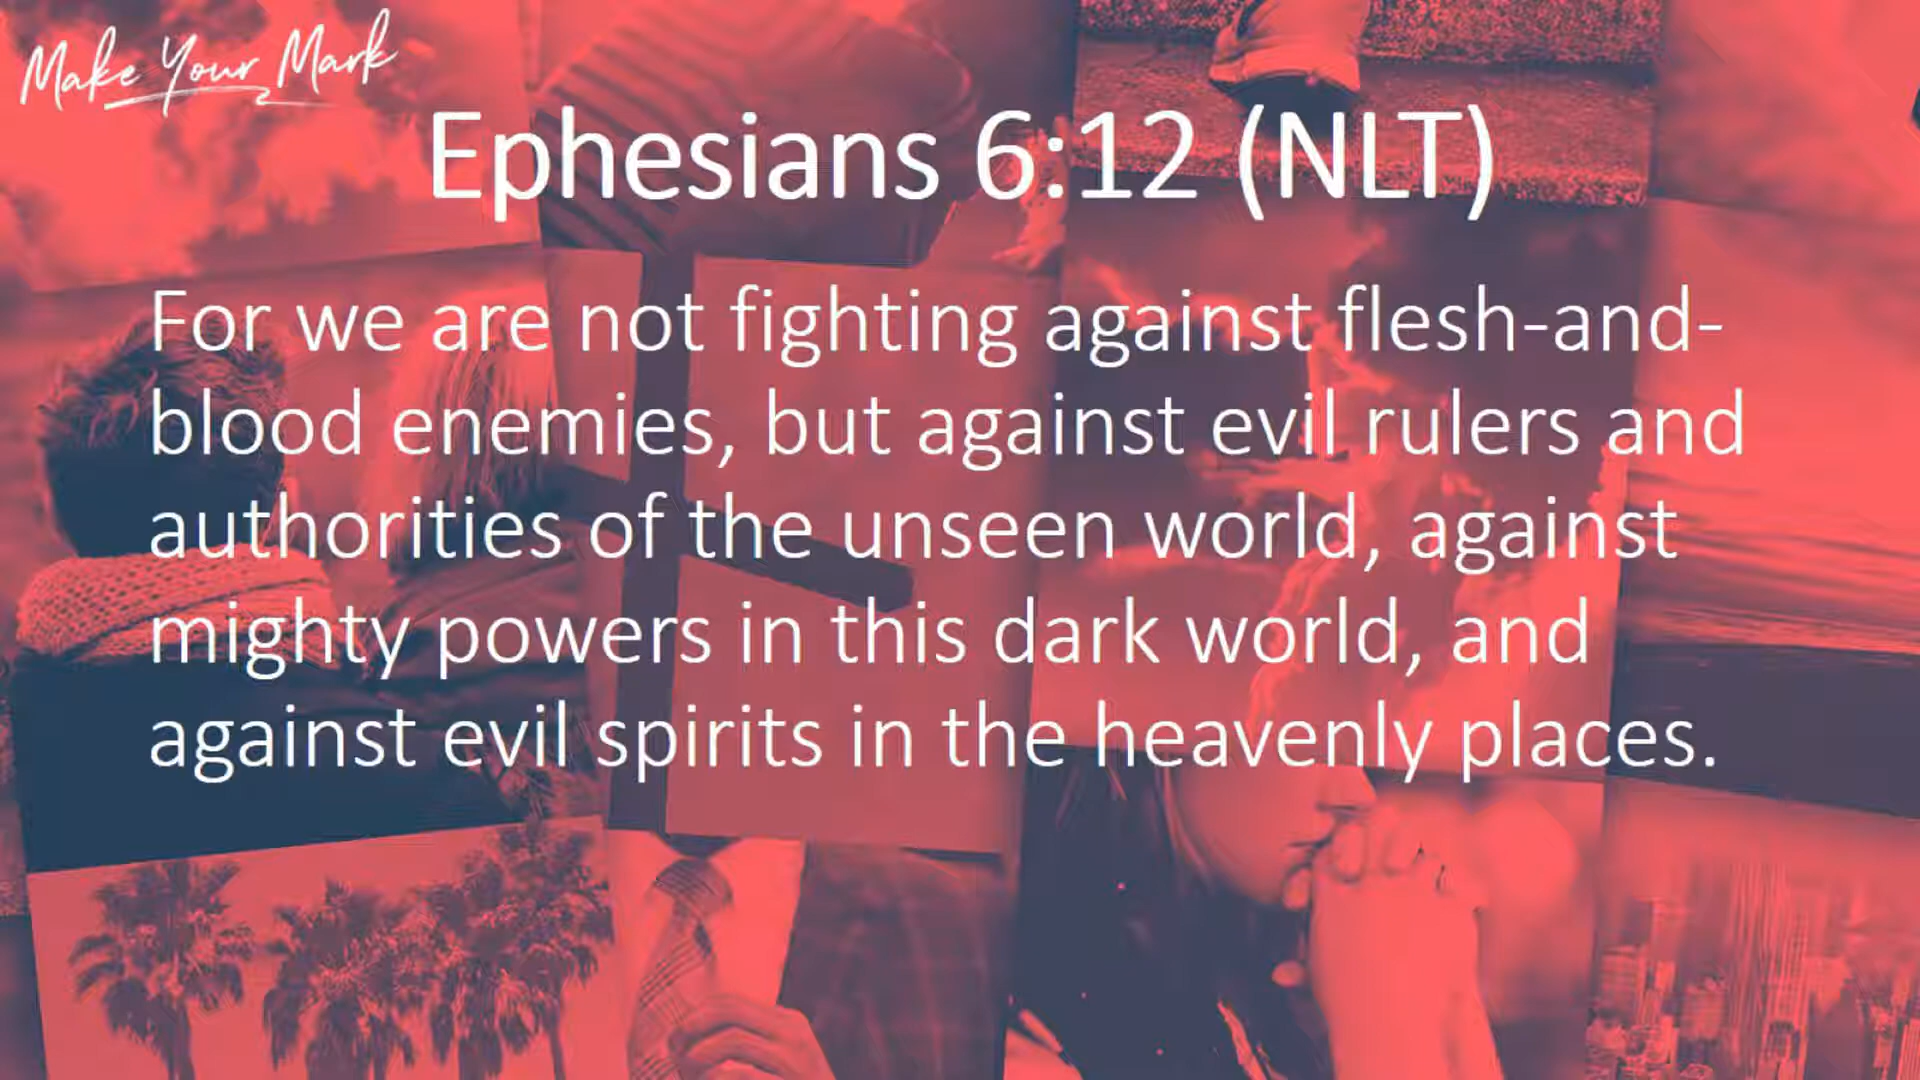 Make Your Mark
Ephesians 6:12 (NLT)
For we are not fighting against flesh-and-
blood enemies, but against evil rulers and
authorities of the unseen world, against
mighty powers in this dark world, and
against evil spirits in the heavenly places.